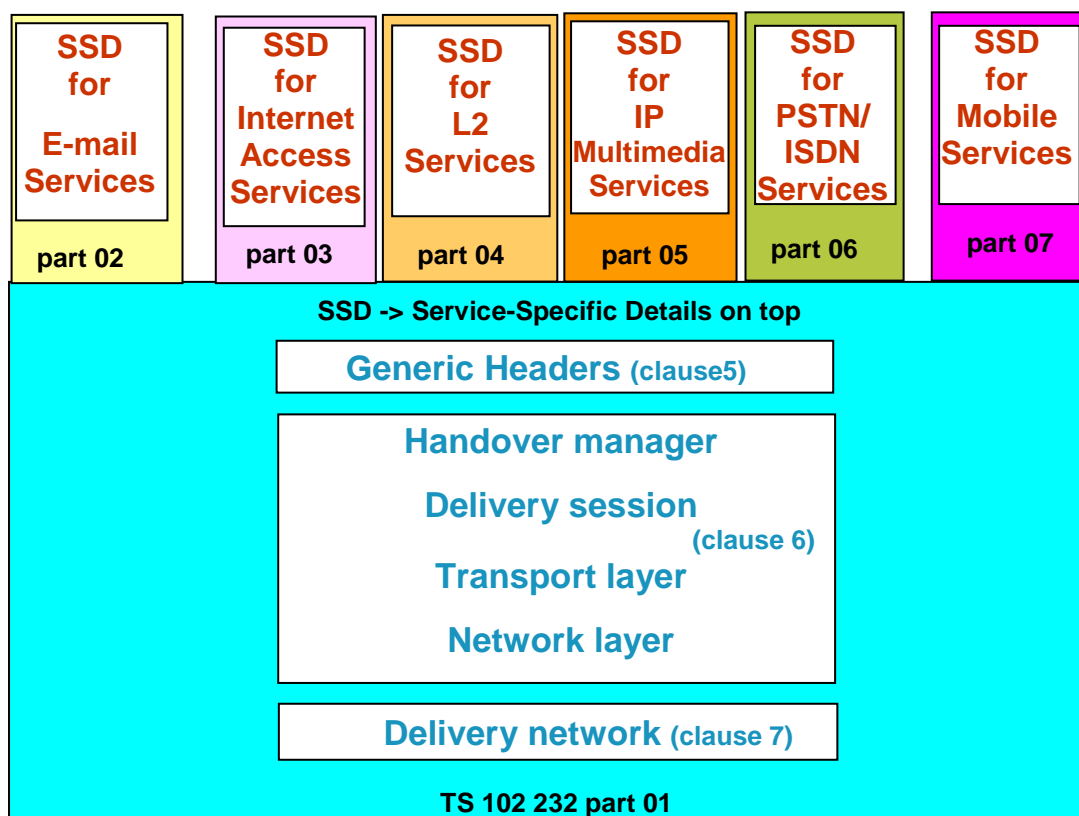 SSD
for
E-mail
Services
part 02
SSD
for
Internet
Access
Services
part 03
SSD
for
L2
Services
part 04
SSD
for
IP
Multimedia
Services
part 05
SSD
for
PSTN/
ISDN
Services
part 06
SSD
for
Mobile
Services
part 07
SSD -> Service-Specific Details on top
Generic Headers (clause5)
Handover manager
Delivery session
(clause 6)
Transport layer
Network layer
Delivery network (clause 7)
TS 102 232 part 01